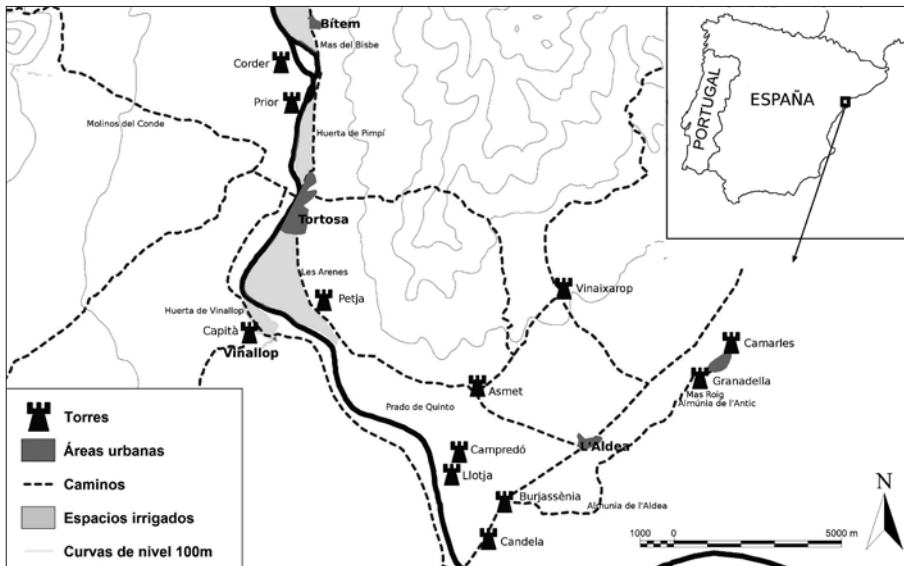 Bítem
Mas del Bisbe
Corder
Prior
Molinos del Conde
Huerta de Pimpí
Tortosa
Les Arenes
Petja
Huerta de Vinallop
Capità
Vinallop
Vinaixarop
Camarles
Granadella
Mas Roig
Almúnia de l'Antic
Asmet
Prado de Quinto
L'Aldea
Campredó
Llotja
Burjassènia
Almunia de l'Aldea
Candela
PORTUGAL
ESPAÑA
Torres
Áreas urbanas
Caminos
Espacios irrigados
Curvas de nivel 100m
N
1000 0 5000 m